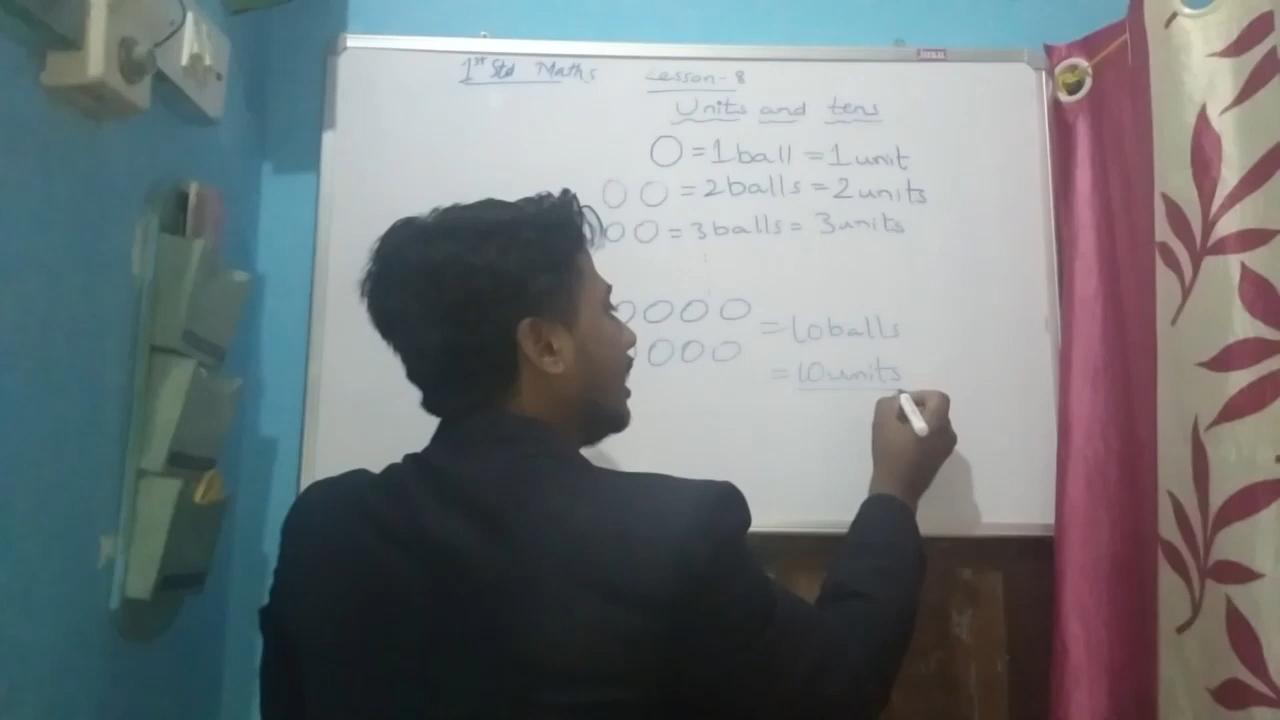 1st Std Maths Lesson-8
Units and tens
= 1 ball = 1 unit
= 2 balls = 2 units
= 3 balls = 3 units
= 10 balls
= 10 units